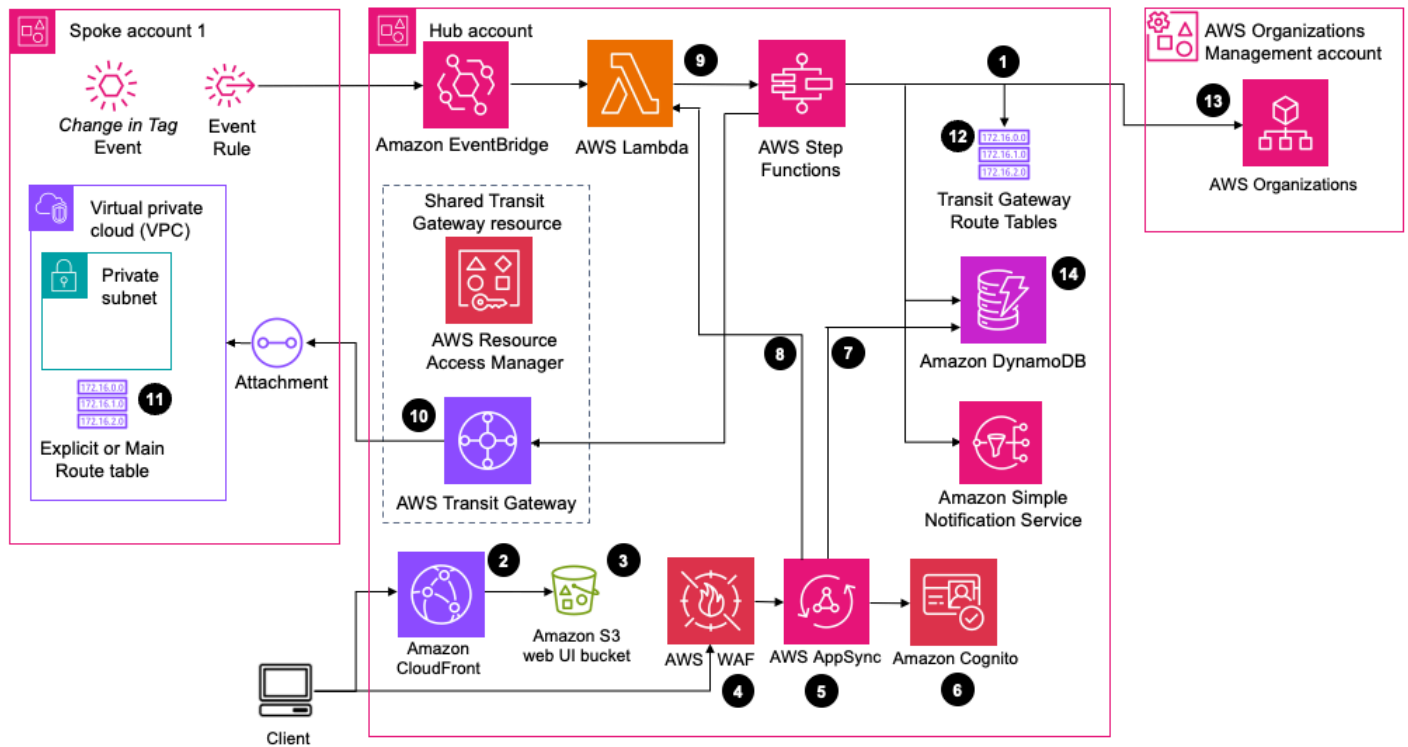 Spoke account 1
Change in Tag
Event
Event
Rule
Virtual private
cloud (VPC)
Private
subnet
172.16.0.0
172.16.1.0
172.16.2.0
11
Explicit or Main
Route table
Attachment
Hub account
Amazon EventBridge
AWS Lambda
9
AWS Step
Functions
1
12
172.16.0.0
172.16.1.0
172.16.2.0
Transit Gateway
Route Tables
Shared Transit
Gateway resource
AWS Resource
Access Manager
10
AWS Transit Gateway
8
7
14
Amazon DynamoDB
Amazon Simple
Notification Service
2
Amazon
CloudFront
3
Amazon S3
web UI bucket
AWS WAF
4
AWS AppSync
5
Amazon Cognito
6
Client
AWS Organizations
Management account
13
AWS Organizations